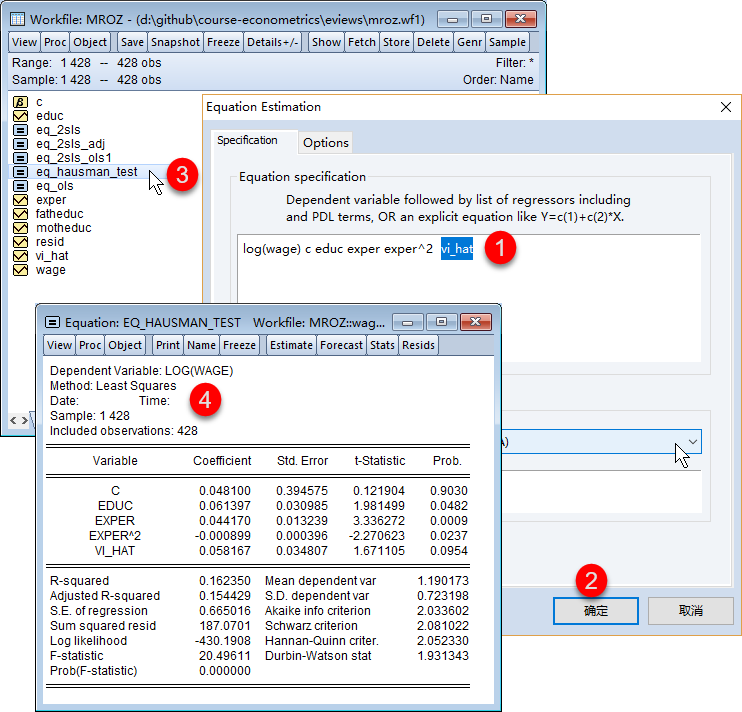 Workfile: MROZ - (d:\github\course-econometrics\eviews\mroz.wf1)
View Proc Object Save Snapshot Freeze Details+/- Show Fetch Store Delete Genr Sample
Range: 1 428 -- 428 obs Filter: *
Sample: 1 428 -- 428 obs Order: Name
β c
educ
eq_2sls
eq_2sls_adj
eq_2sls_ols1
eq_hausman_test
3
eq_ols
exper
fatheduc
motheduc
resid
vi_hat
wage
Equation Estimation
Specification Options
Equation specification
Dependent variable followed by list of regressors including
and PDL terms, OR an explicit equation like Y=c(1)+c(2)*X.
log(wage) c educ exper exper^2 vi_hat
1
2
确定 取消
Equation: EQ_HAUSMAN_TEST Workfile: MROZ::wag...
View Proc Object Print Name Freeze Estimate Forecast Stats Resids
Dependent Variable: LOG(WAGE)
Method: Least Squares
Date: Time:
4
Sample: 1 428
Included observations: 428
Variable Coefficient Std. Error t-Statistic Prob.
C 0.048100 0.394575 0.121904 0.9030
EDUC 0.061397 0.030985 1.981499 0.0482
EXPER 0.044170 0.013239 3.336272 0.0009
EXPER^2 -0.000899 0.000396 -2.270623 0.0237
VI_HAT 0.058167 0.034807 1.671105 0.0954
R-squared 0.162350 Mean dependent var 1.190173
Adjusted R-squared 0.154429 S.D. dependent var 0.723198
S.E. of regression 0.665016 Akaike info criterion 2.033602
Sum squared resid 187.0701 Schwarz criterion 2.081022
Log likelihood -430.1908 Hannan-Quinn criter. 2.052330
F-statistic 20.49611 Durbin-Watson stat 1.931343
Prob(F-statistic) 0.000000